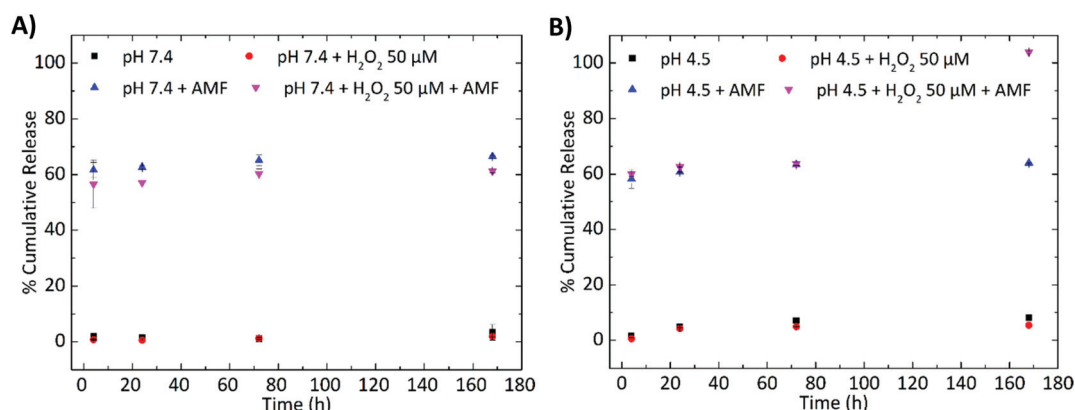 A)
pH 7.4
pH 7.4 + H₂O₂ 50 μM
pH 7.4 + AMF
pH 7.4 + H₂O₂ 50 μM + AMF
% Cumulative Release
100
80
60
40
20
0
0 20 40 60 80 100 120 140 160 180
Time (h)
B)
pH 4.5
pH 4.5 + H₂O₂ 50 μM
pH 4.5 + AMF
pH 4.5 + H₂O₂ 50 μM + AMF
% Cumulative Release
100
80
60
40
20
0
0 20 40 60 80 100 120 140 160 180
Time (h)